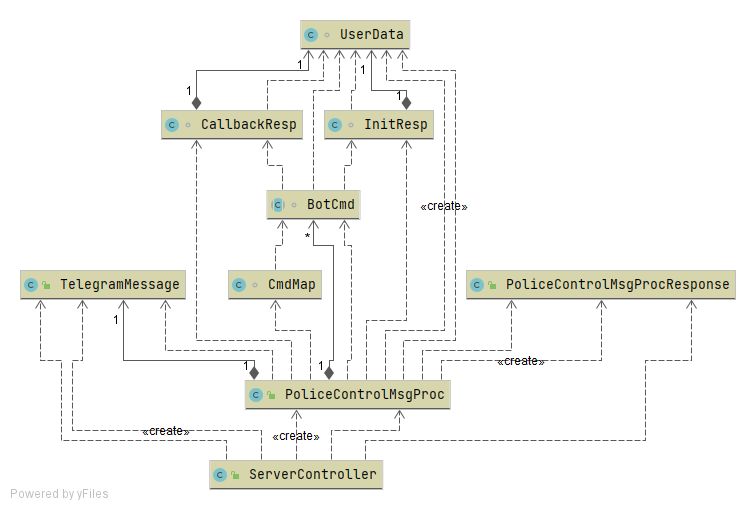 UserData
1
1
1
1
CallbackResp
InitResp
BotCmd
«create»
*
TelegramMessage
CmdMap
PoliceControlMsgProcResponse
1
«create»
1
1
PoliceControlMsgProc
«create»
«create»
ServerController
Powered by yFiles